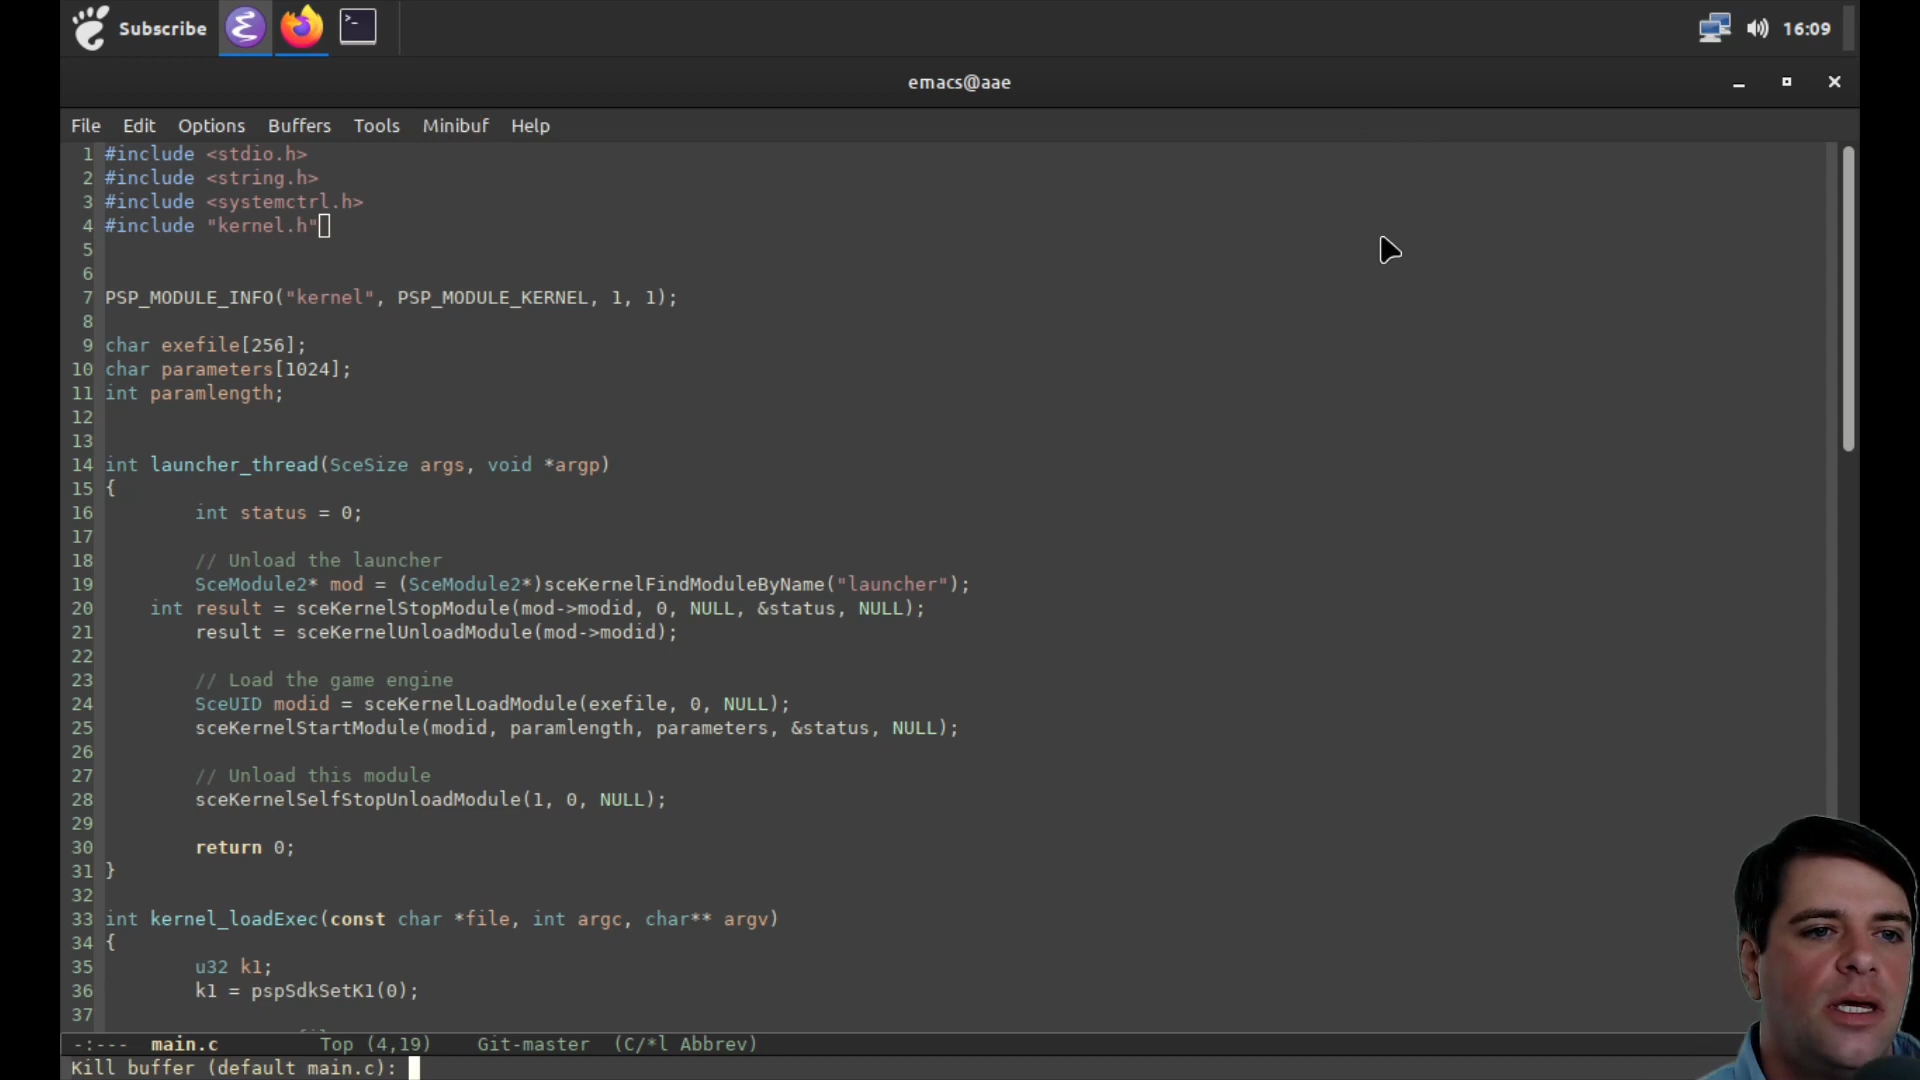 Subscribe
16:09
emacs@aae
File Edit Options Buffers Tools Minibuf Help
1 #include <stdio.h>
2 #include <string.h>
3 #include <systemctrl.h>
4 #include "kernel.h"
5
6
7 PSP_MODULE_INFO("kernel", PSP_MODULE_KERNEL, 1, 1);
8
9 char exefile[256];
10 char parameters[1024];
11 int paramlength;
12
13
14 int launcher_thread(SceSize args, void *argp)
15 {
16         int status = 0;
17
18         // Unload the launcher
19         SceModule2* mod = (SceModule2*)sceKernelFindModuleByName("launcher");
20     int result = sceKernelStopModule(mod->modid, 0, NULL, &status, NULL);
21         result = sceKernelUnloadModule(mod->modid);
22
23         // Load the game engine
24         SceUID modid = sceKernelLoadModule(exefile, 0, NULL);
25         sceKernelStartModule(modid, paramlength, parameters, &status, NULL);
26
27         // Unload this module
28         sceKernelSelfStopUnloadModule(1, 0, NULL);
29
30         return 0;
31 }
32
33 int kernel_loadExec(const char *file, int argc, char** argv)
34 {
35         u32 k1;
36         k1 = pspSdkSetK1(0);
37
-:--- main.c Top (4,19) Git-master (C/*l Abbrev)
Kill buffer (default main.c):